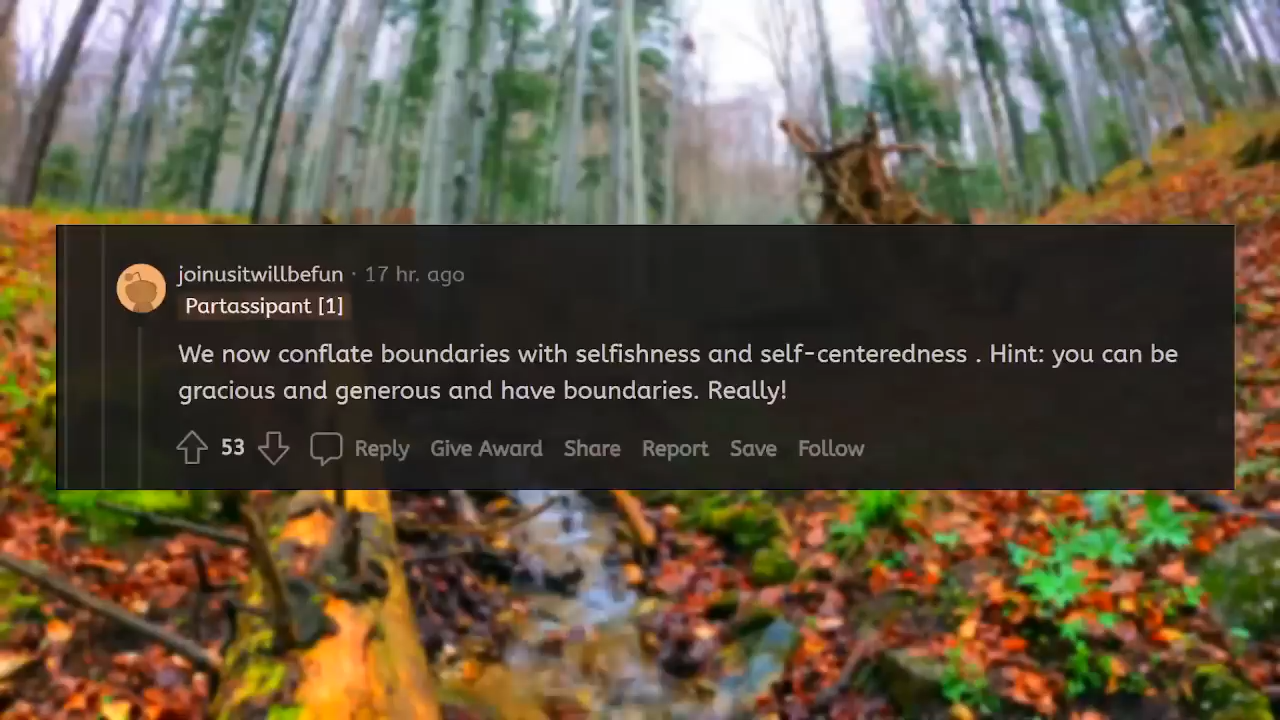 joinusitwillbefun · 17 hr. ago
Partassipant [1]
We now conflate boundaries with selfishness and self-centeredness . Hint: you can be
gracious and generous and have boundaries. Really!
53 Reply Give Award Share Report Save Follow